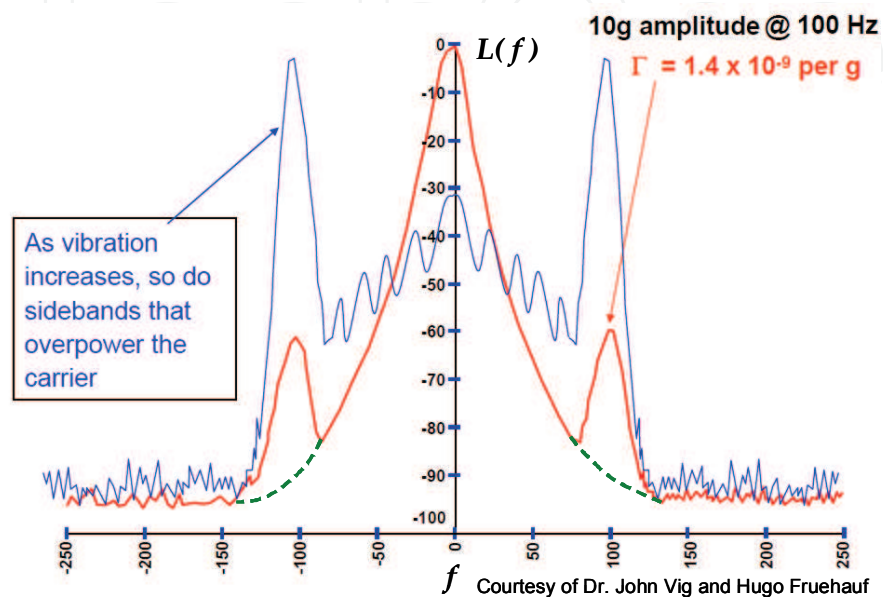 10g amplitude @ 100 Hz
Γ = 1.4 x 10⁻⁹ per g
L(f)
0
-10
-20
-30
-40
-50
-60
-70
-80
-90
-100
As vibration
increases, so do
sidebands that
overpower the
carrier
-250
-200
-150
-100
-50
0
50
100
150
200
250
f
Courtesy of Dr. John Vig and Hugo Fruehauf